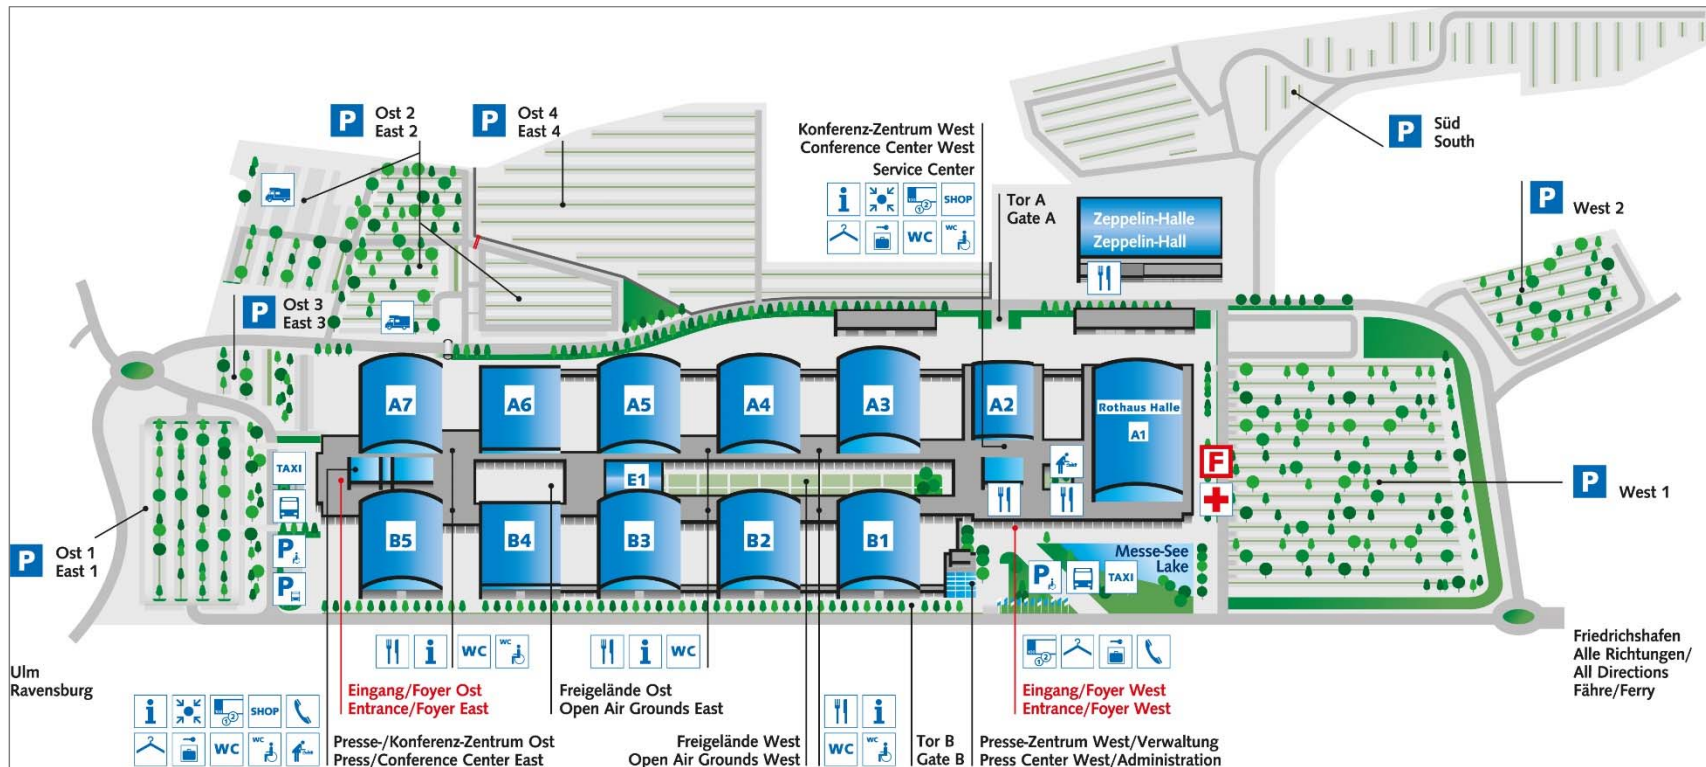 P
Ost 2
East 2
P
Ost 4
East 4
Konferenz-Zentrum West
Conference Center West
Service Center
i
SHOP
WC
WC
Tor A
Gate A
Zeppelin-Halle
Zeppelin-Hall
P
Süd
South
P
West 2
P
Ost 3
East 3
A7
A6
A5
A4
A3
A2
Rothaus Halle
A1
E1
TAXI
P
P
F
P
West 1
P
Ost 1
East 1
B5
B4
B3
B2
B1
Messe-See
Lake
P
TAXI
Ulm
Ravensburg
i
WC
WC
i
WC
Friedrichshafen
Alle Richtungen/
All Directions
Fähre/Ferry
Eingang/Foyer Ost
Entrance/Foyer East
Freigelände Ost
Open Air Grounds East
Eingang/Foyer West
Entrance/Foyer West
i
SHOP
WC
WC
Presse-/Konferenz-Zentrum Ost
Press/Conference Center East
Freigelände West
Open Air Grounds West
i
WC
WC
Tor B
Gate B
Presse-Zentrum West/Verwaltung
Press Center West/Administration